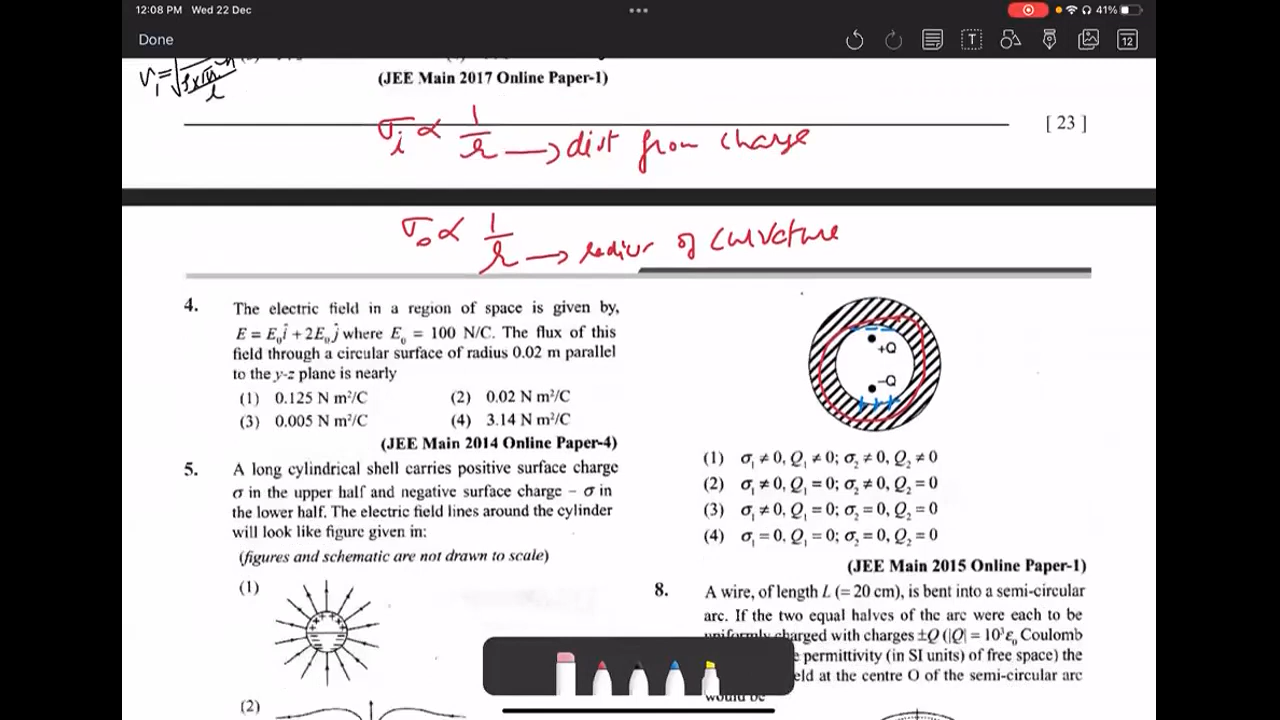 12:08 PM Wed 22 Dec
41%
Done
(JEE Main 2017 Online Paper-1)
[ 23 ]
σi ∝ 1/r → dist from charge
σo ∝ 1/r → radius of curvature
4. The electric field in a region of space is given by,
E = E₀î + 2E₀ĵ where E₀ = 100 N/C. The flux of this
field through a circular surface of radius 0.02 m parallel
to the y-z plane is nearly
(1) 0.125 N m²/C (2) 0.02 N m²/C
(3) 0.005 N m²/C (4) 3.14 N m²/C
(JEE Main 2014 Online Paper-4)
5. A long cylindrical shell carries positive surface charge
σ in the upper half and negative surface charge – σ in
the lower half. The electric field lines around the cylinder
will look like figure given in:
(figures and schematic are not drawn to scale)
(1)
(2)
+Q
−Q
(1) σ₁ ≠ 0, Q₁ ≠ 0; σ₂ ≠ 0, Q₂ ≠ 0
(2) σ₁ ≠ 0, Q₁ = 0; σ₂ ≠ 0, Q₂ = 0
(3) σ₁ ≠ 0, Q₁ = 0; σ₂ = 0, Q₂ = 0
(4) σ₁ = 0, Q₁ = 0; σ₂ = 0, Q₂ = 0
(JEE Main 2015 Online Paper-1)
8. A wire, of length L (= 20 cm), is bent into a semi-circular
arc. If the two equal halves of the arc were each to be
uniformly charged with charges ±Q (|Q| = 10³ε₀ Coulomb
permittivity (in SI units) of free space) the
at the centre O of the semi-circular arc
would be